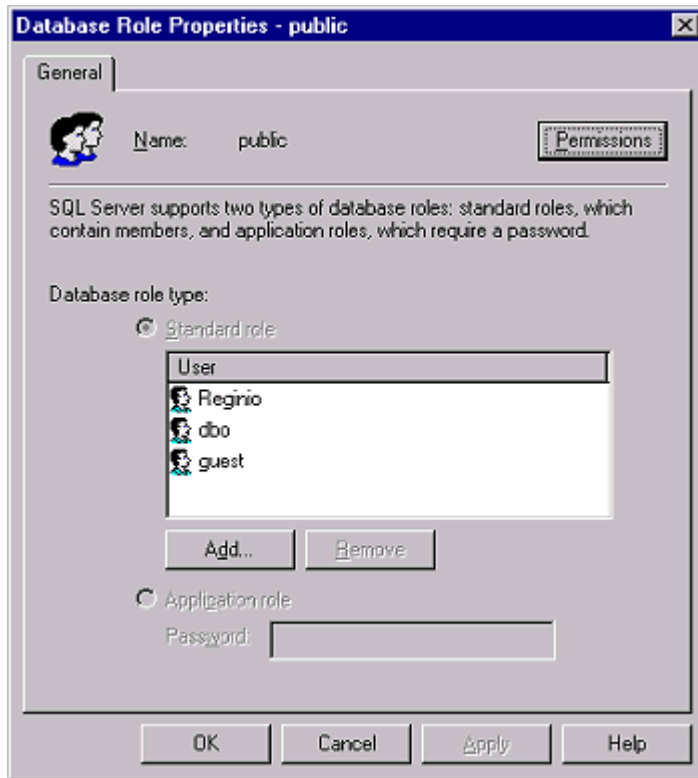 Database Role Properties - public
General
Name: public
Permissions
SQL Server supports two types of database roles: standard roles, which
contain members, and application roles, which require a password.
Database role type:
Standard role
User
Reginio
dbo
guest
Add... Remove
Application role
Password:
OK Cancel Apply Help